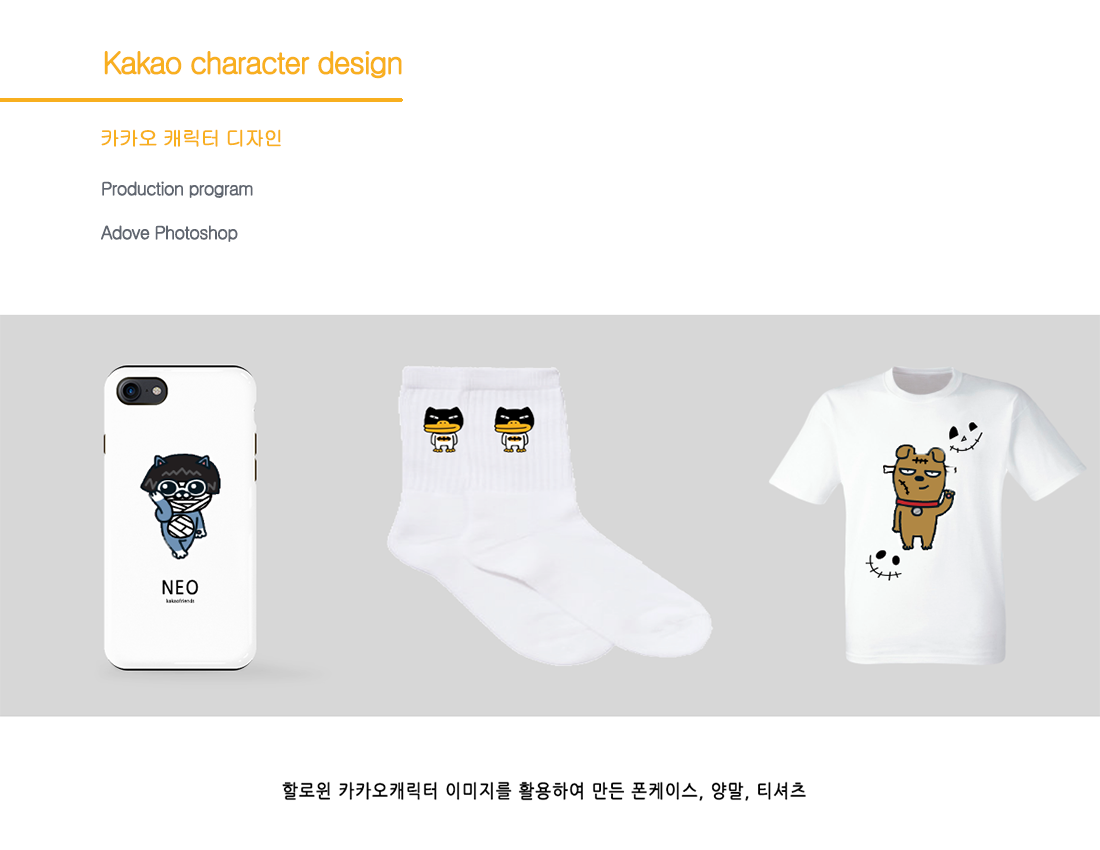 Kakao character design
카카오 캐릭터 디자인
Production program
Adove Photoshop
NEO
kakaofriends
할로윈 카카오캐릭터 이미지를 활용하여 만든 폰케이스, 양말, 티셔츠